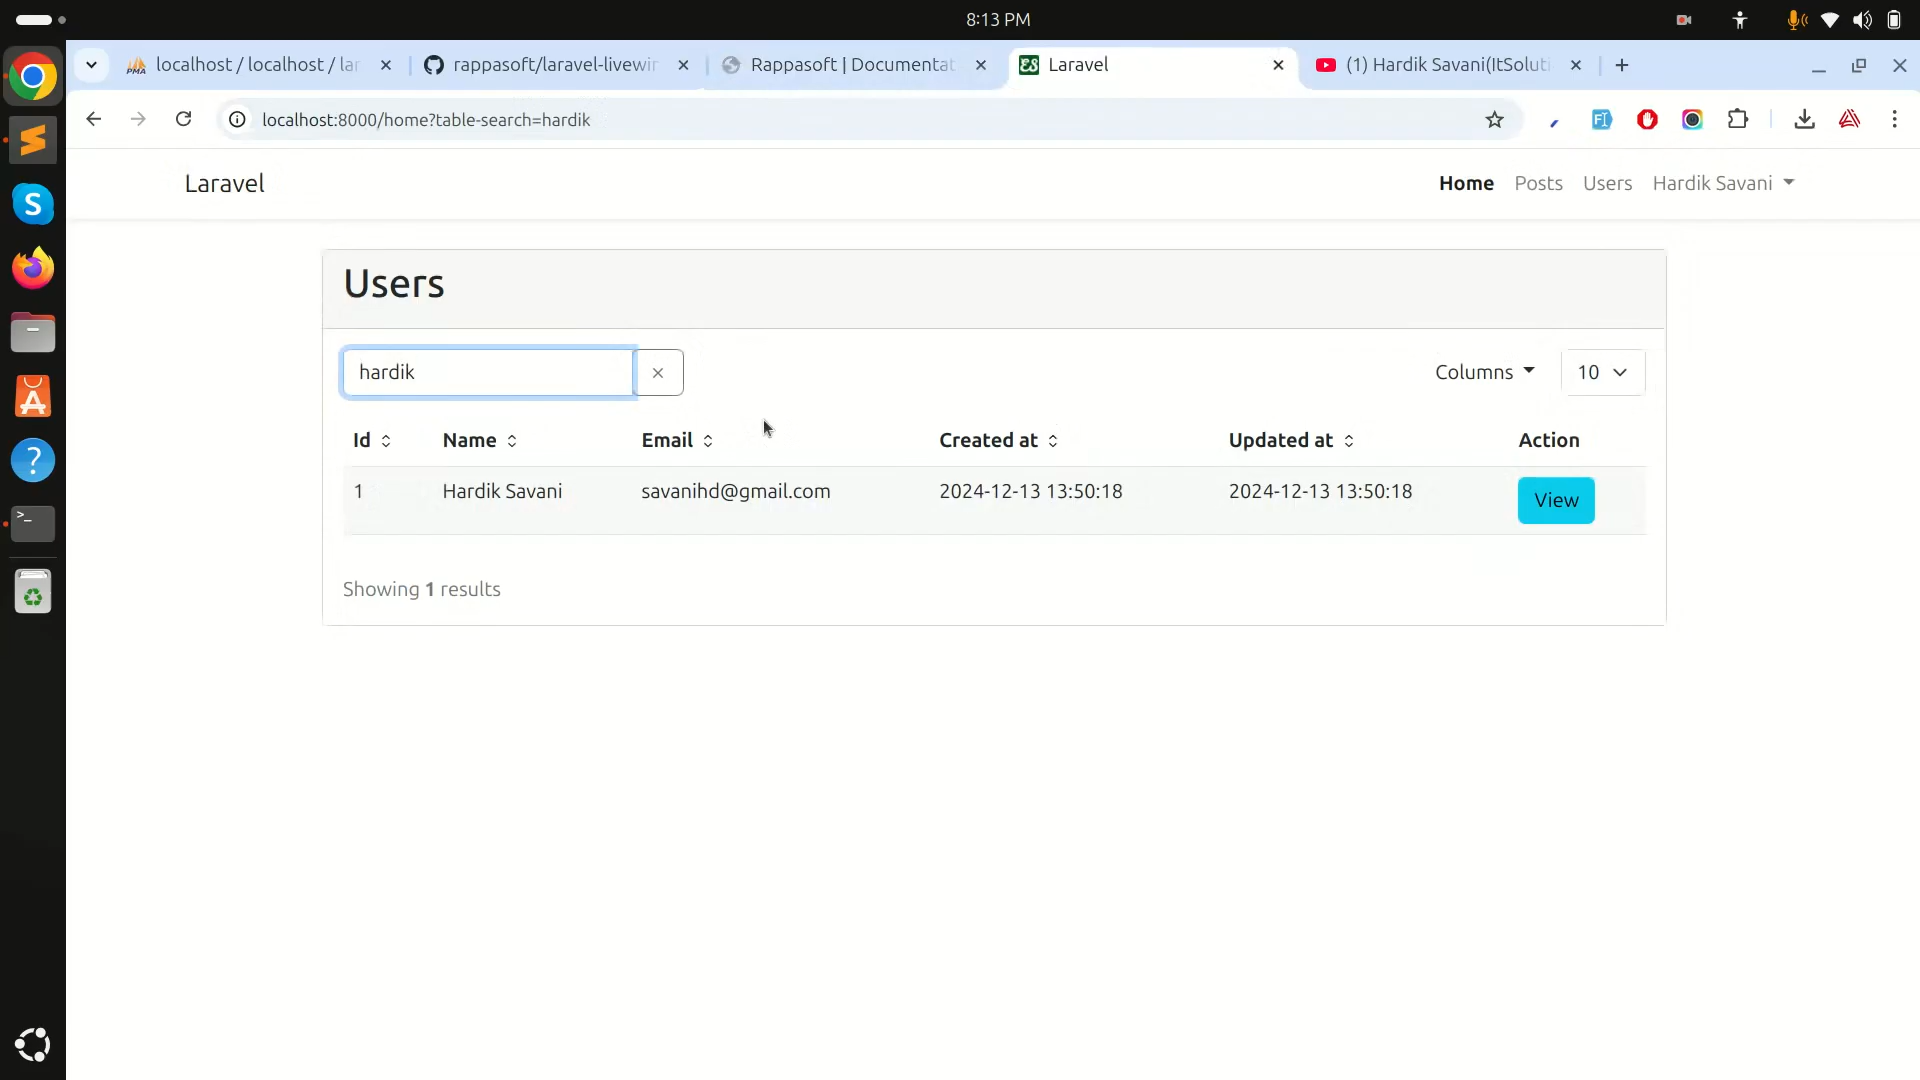 8:13 PM
localhost / localhost / lar
rappasoft/laravel-livewir
Rappasoft | Documentat
Laravel
(1) Hardik Savani(ItSoluti
localhost:8000/home?table-search=hardik
Laravel
Home Posts Users Hardik Savani
Users
hardik
Columns 10
Id Name Email Created at Updated at Action
1 Hardik Savani savanihd@gmail.com 2024-12-13 13:50:18 2024-12-13 13:50:18 View
Showing 1 results